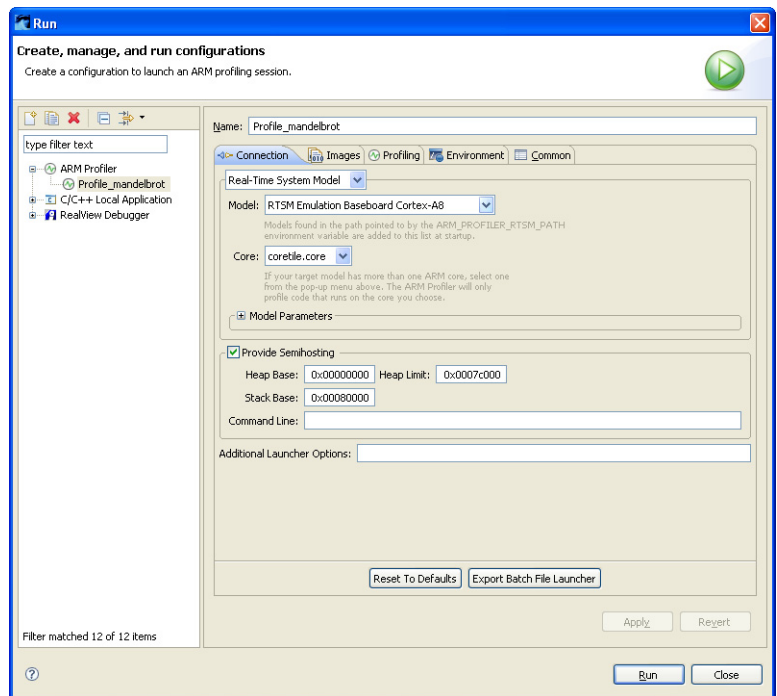 Run
Create, manage, and run configurations
Create a configuration to launch an ARM profiling session.
type filter text
ARM Profiler
Profile_mandelbrot
C/C++ Local Application
RealView Debugger
Filter matched 12 of 12 items
Name: Profile_mandelbrot
Connection Images Profiling Environment Common
Real-Time System Model
Model: RTSM Emulation Baseboard Cortex-A8
Models found in the path pointed to by the ARM_PROFILER_RTSM_PATH
environment variable are added to this list at startup.
Core: coretile.core
If your target model has more than one ARM core, select one
from the pop-up menu above. The ARM Profiler will only
profile code that runs on the core you choose.
Model Parameters
Provide Semihosting
Heap Base: 0x00000000 Heap Limit: 0x0007c000
Stack Base: 0x00080000
Command Line:
Additional Launcher Options:
Reset To Defaults Export Batch File Launcher
Apply Revert
Run Close